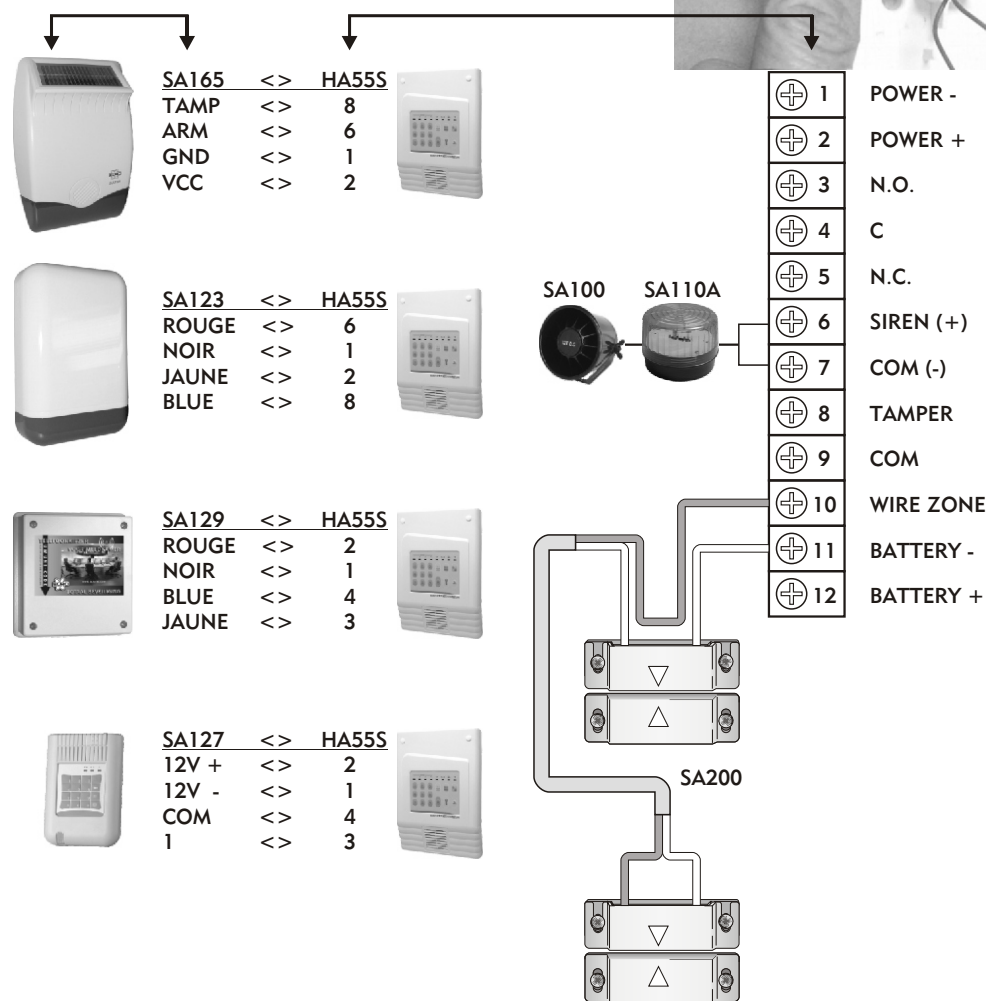 SA165 <> HA55S
TAMP <> 8
ARM <> 6
GND <> 1
VCC <> 2
SA123 <> HA55S
ROUGE <> 6
NOIR <> 1
JAUNE <> 2
BLUE <> 8
SA129 <> HA55S
ROUGE <> 2
NOIR <> 1
BLUE <> 4
JAUNE <> 3
SA127 <> HA55S
12V + <> 2
12V - <> 1
COM <> 4
1 <> 3
SA100 SA110A
1 POWER -
2 POWER +
3 N.O.
4 C
5 N.C.
6 SIREN (+)
7 COM (-)
8 TAMPER
9 COM
10 WIRE ZONE
11 BATTERY -
12 BATTERY +
SA200